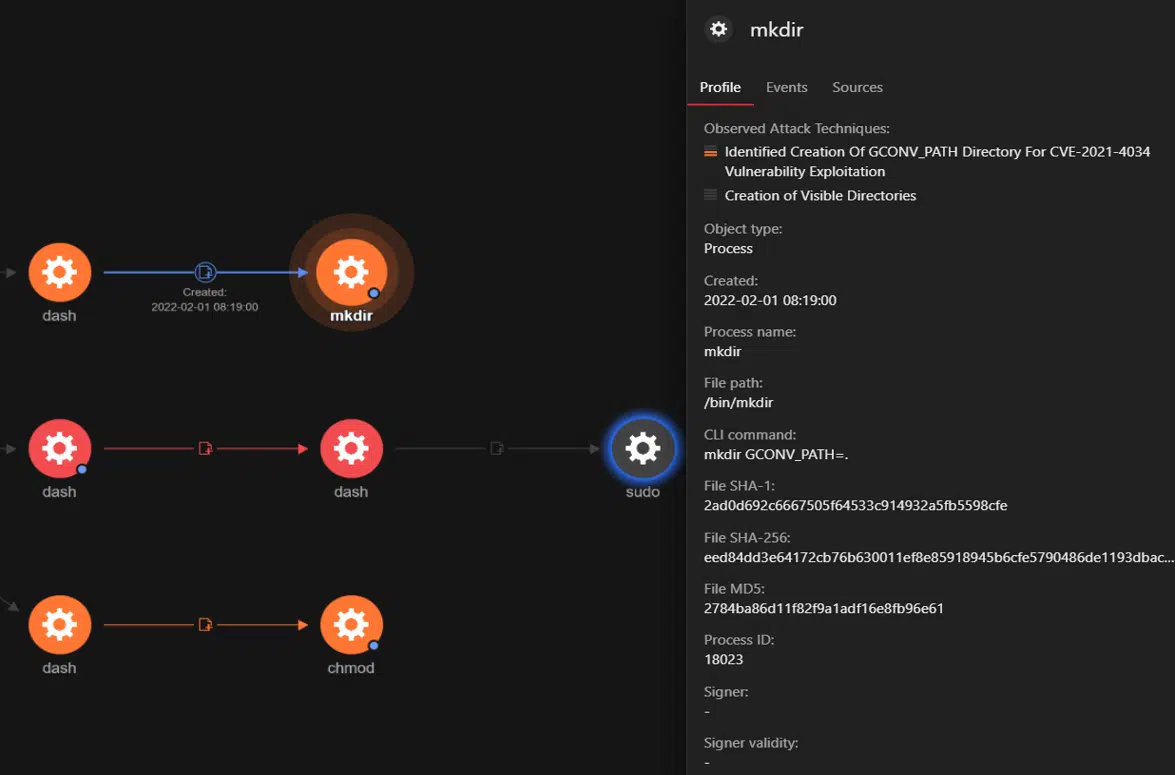 dash
Created:
2022-02-01 08:19:00
mkdir
dash
dash
sudo
dash
chmod
mkdir
Profile
Events
Sources
Observed Attack Techniques:
Identified Creation Of GCONV_PATH Directory For CVE-2021-4034
Vulnerability Exploitation
Creation of Visible Directories
Object type:
Process
Created:
2022-02-01 08:19:00
Process name:
mkdir
File path:
/bin/mkdir
CLI command:
mkdir GCONV_PATH=.
File SHA-1:
2ad0d692c6667505f64533c914932a5fb5598cfe
File SHA-256:
eed84dd3e64172cb76b630011ef8e85918945b6cfe5790486de1193dbac...
File MD5:
2784ba86d11f82f9a1adf16e8fb96e61
Process ID:
18023
Signer:
-
Signer validity:
-